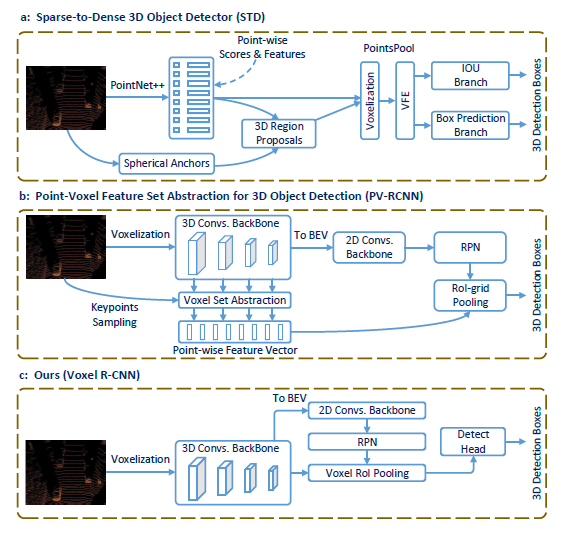 a: Sparse-to-Dense 3D Object Detector (STD)
Point-wise
Scores & Features
PointNet++
Spherical Anchors
3D Region
Proposals
PointsPool
Voxelization
VFE
IOU
Branch
Box Prediction
Branch
3D Detection Boxes
b: Point-Voxel Feature Set Abstraction for 3D Object Detection (PV-RCNN)
Voxelization
3D Convs. BackBone
To BEV
2D Convs.
Backbone
RPN
RoI-grid
Pooling
Keypoints
Sampling
Voxel Set Abstraction
Point-wise Feature Vector
3D Detection Boxes
c: Ours (Voxel R-CNN)
Voxelization
3D Convs. BackBone
To BEV
2D Convs. Backbone
RPN
Voxel RoI Pooling
Detect
Head
3D Detection Boxes